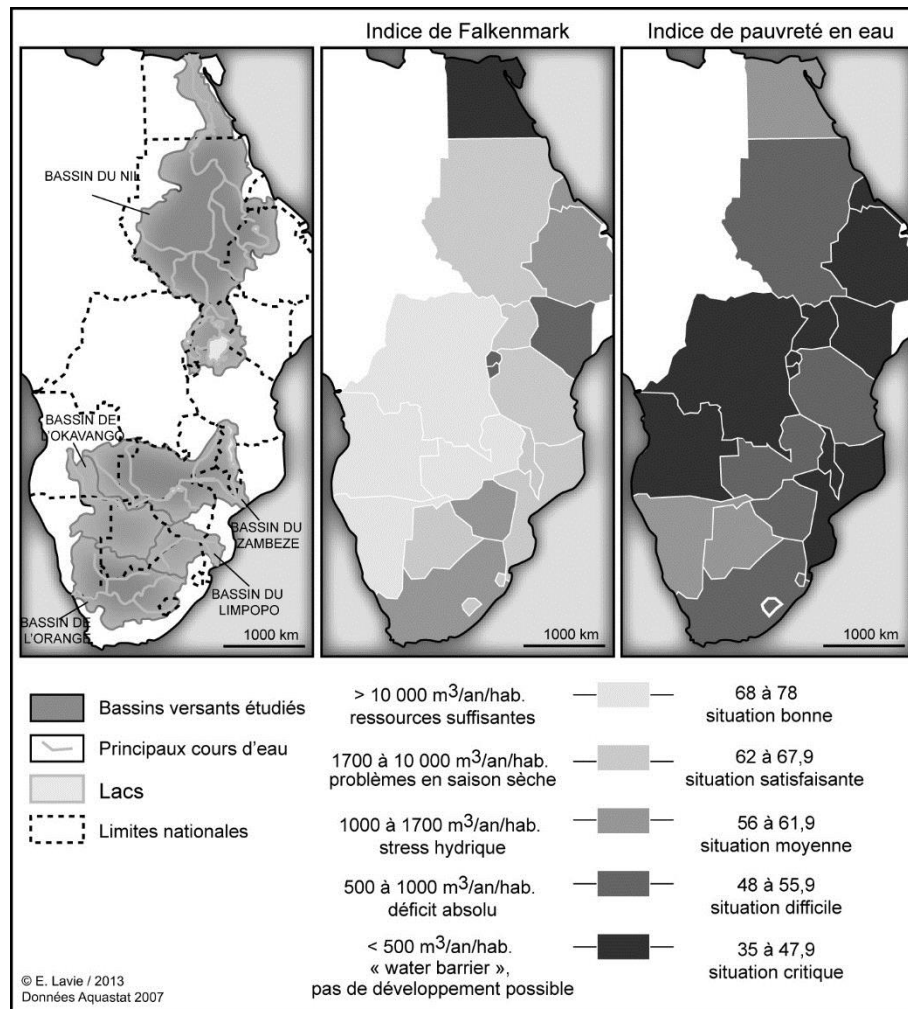 Indice de Falkenmark
Indice de pauvreté en eau
BASSIN DU NIL
BASSIN DE
L'OKAVANGO
BASSIN DU
ZAMBEZE
BASSIN DU
LIMPOPO
BASSIN DE
L'ORANGE
1000 km
1000 km
1000 km
Bassins versants étudiés
Principaux cours d'eau
Lacs
Limites nationales
> 10 000 m³/an/hab.
ressources suffisantes
68 à 78
situation bonne
1700 à 10 000 m³/an/hab.
problèmes en saison sèche
62 à 67,9
situation satisfaisante
1000 à 1700 m³/an/hab.
stress hydrique
56 à 61,9
situation moyenne
500 à 1000 m³/an/hab.
déficit absolu
48 à 55,9
situation difficile
< 500 m³/an/hab.
« water barrier »,
pas de développement possible
35 à 47,9
situation critique
© E. Lavie / 2013
Données Aquastat 2007